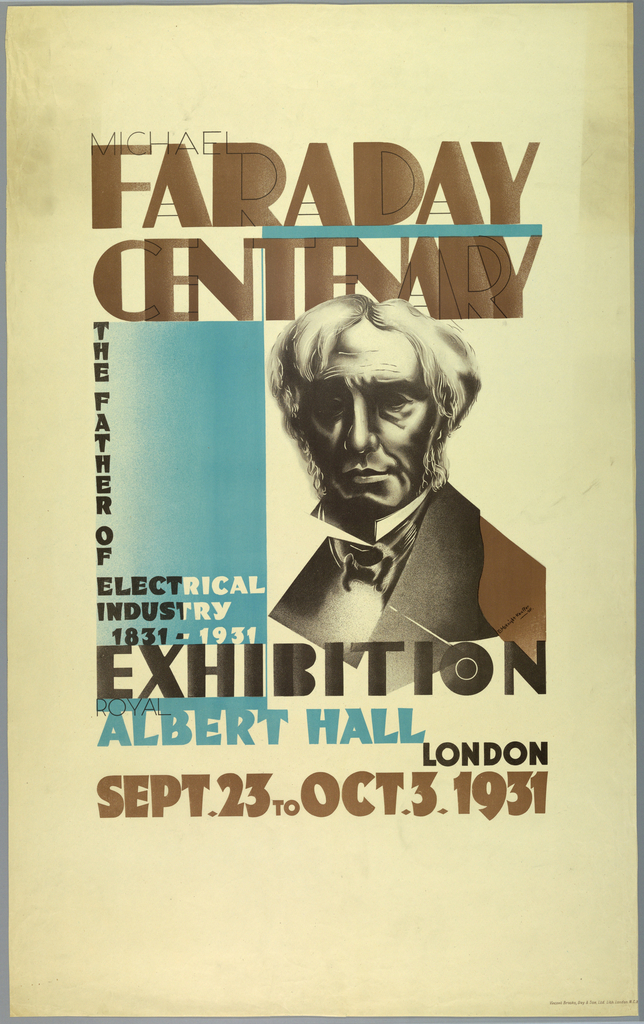 MICHAEL
FARADAY
CENTENARY
THE FATHER OF
ELECTRICAL
INDUSTRY
1831 - 1931
EXHIBITION
ROYAL
ALBERT HALL
LONDON
SEPT. 23 TO OCT. 3. 1931